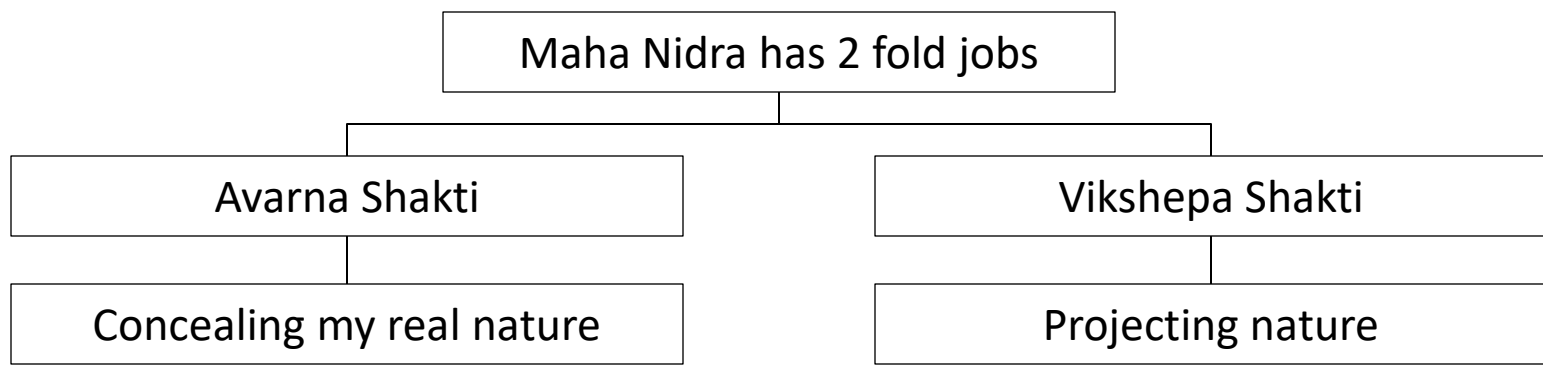 Maha Nidra has 2 fold jobs
Avarna Shakti
Vikshepa Shakti
Concealing my real nature
Projecting nature